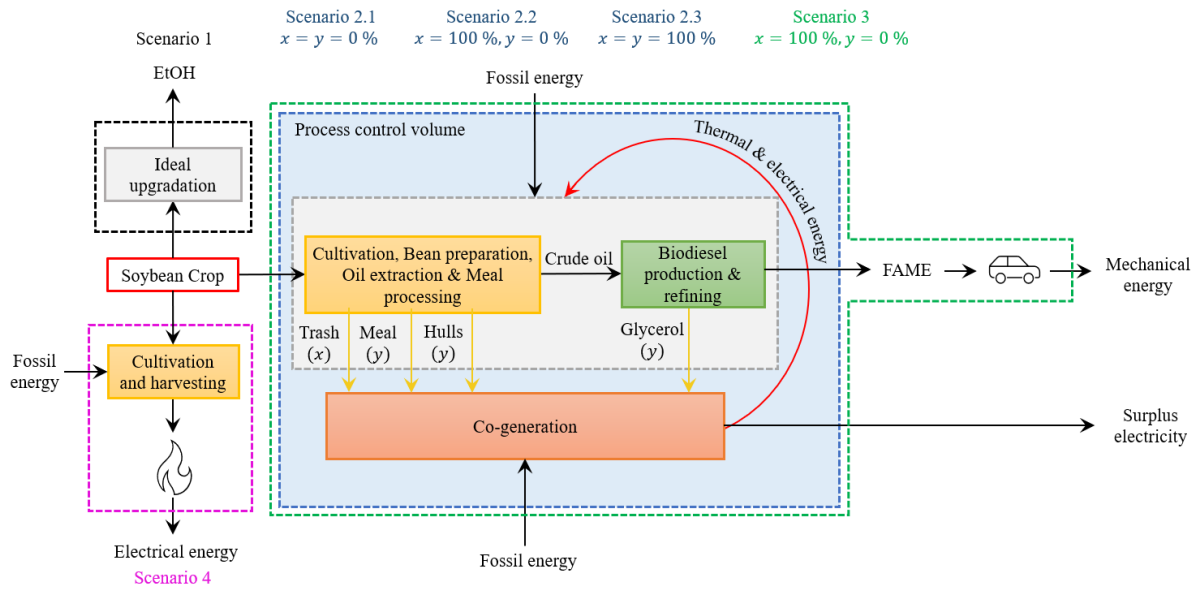 Scenario 1
Scenario 2.1
x = y = 0 %
Scenario 2.2
x = 100 %, y = 0 %
Scenario 2.3
x = y = 100 %
Scenario 3
x = 100 %, y = 0 %
EtOH
Fossil energy
Process control volume
Thermal & electrical energy
Ideal
upgradation
Soybean Crop
Cultivation, Bean preparation,
Oil extraction & Meal
processing
Crude oil
Biodiesel
production &
refining
FAME
Mechanical
energy
Trash
(x)
Meal
(y)
Hulls
(y)
Glycerol
(y)
Fossil
energy
Cultivation
and harvesting
Co-generation
Surplus
electricity
Electrical energy
Scenario 4
Fossil energy